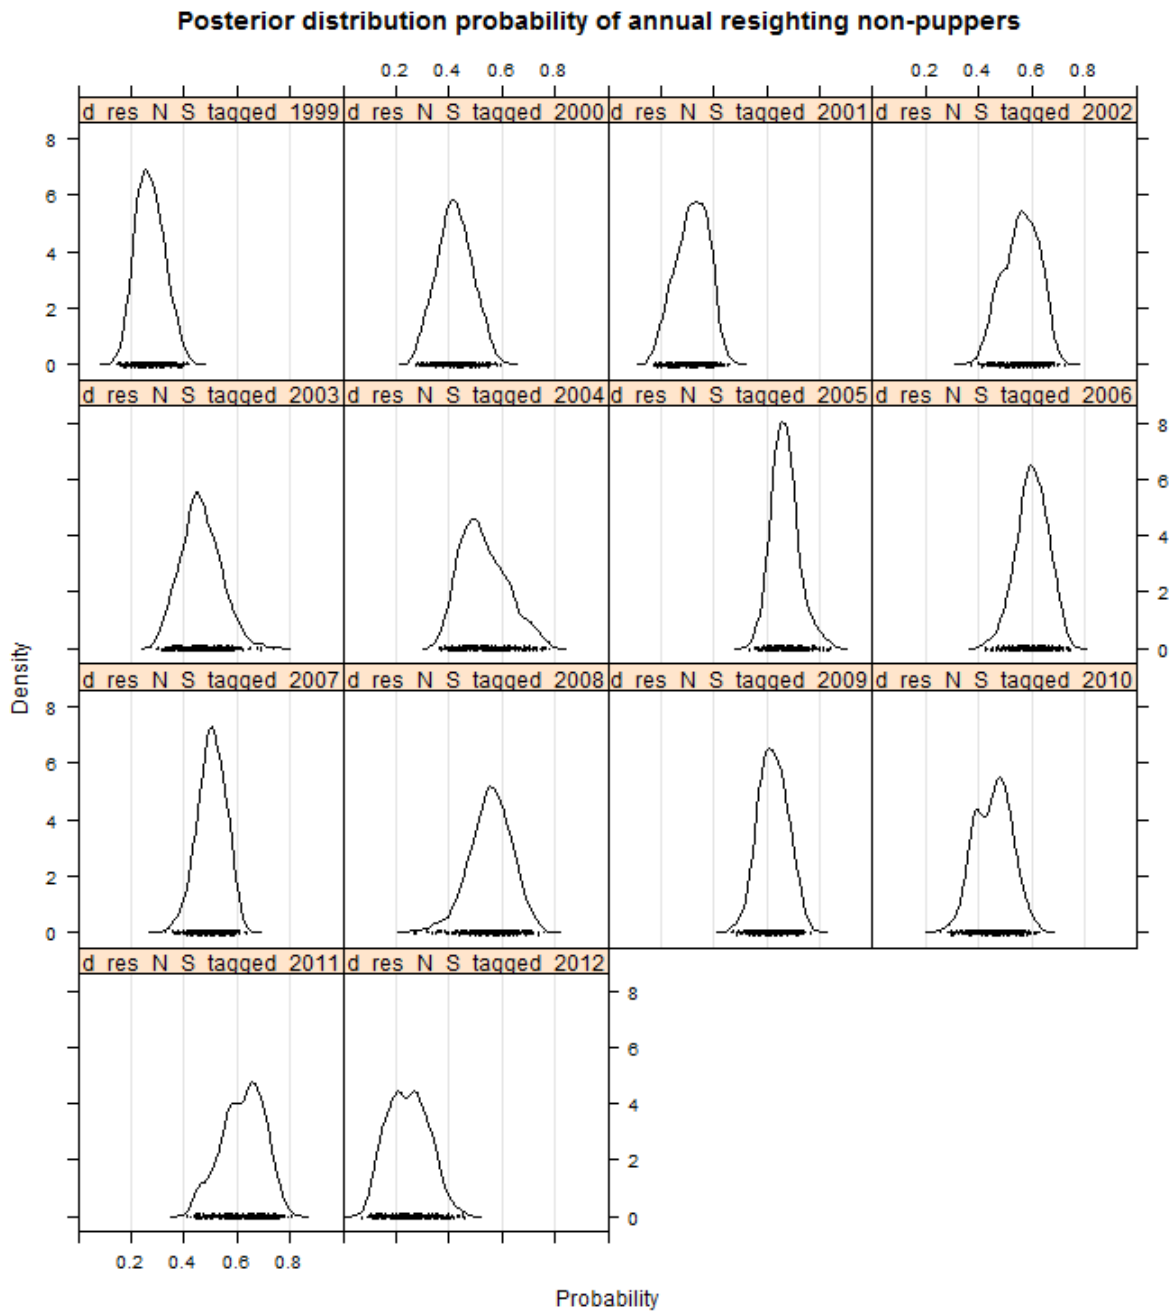 Posterior distribution probability of annual resighting non-puppers
0.2 0.4 0.6 0.8 0.2 0.4 0.6 0.8
d res N S tagged 1999 d res N S tagged 2000 d res N S tagged 2001 d res N S tagged 2002
8
6
4
2
0
d res N S tagged 2003 d res N S tagged 2004 d res N S tagged 2005 d res N S tagged 2006
8
6
4
2
0
d res N S tagged 2007 d res N S tagged 2008 d res N S tagged 2009 d res N S tagged 2010
8
6
4
2
0
d res N S tagged 2011 d res N S tagged 2012
8
6
4
2
0
0.2 0.4 0.6 0.8
Density
Probability